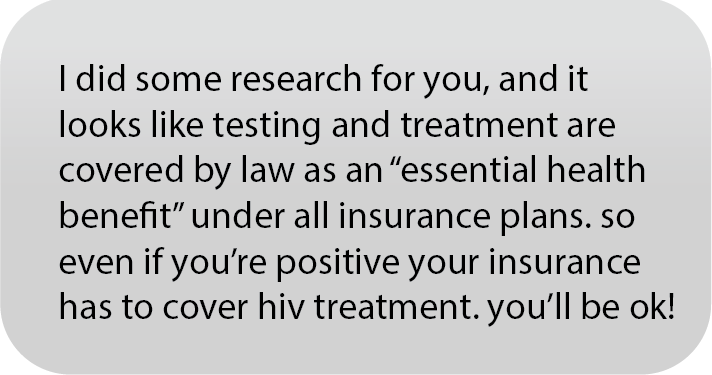 I did some research for you, and it
looks like testing and treatment are
covered by law as an “essential health
benefit” under all insurance plans. so
even if you’re positive your insurance
has to cover hiv treatment. you’ll be ok!